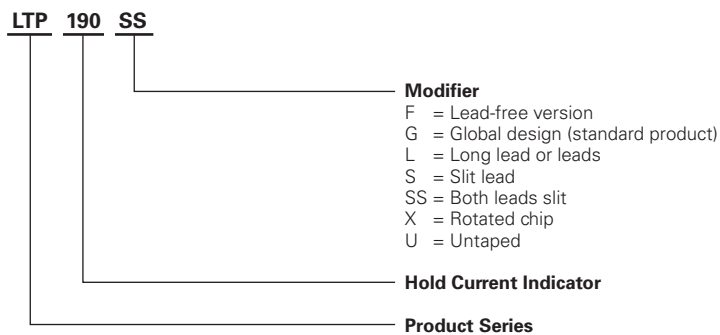 LTP 190 SS
Modifier
F = Lead-free version
G = Global design (standard product)
L = Long lead or leads
S = Slit lead
SS = Both leads slit
X = Rotated chip
U = Untaped
Hold Current Indicator
Product Series